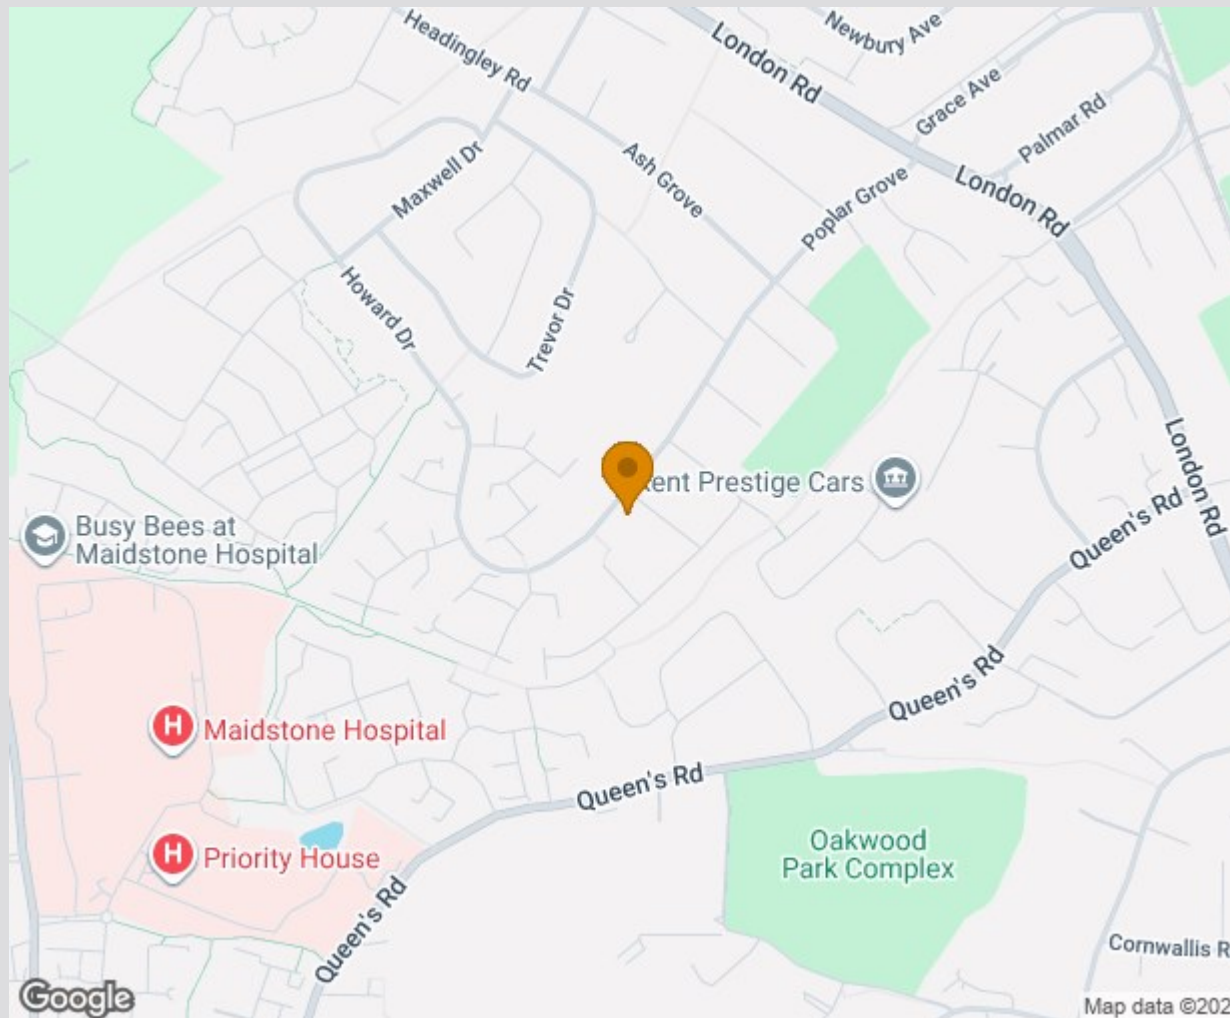 Headingley Rd
London Rd
Newbury Ave
Grace Ave
Palmar Rd
Maxwell Dr
Ash Grove
Poplar Grove
London Rd
Howard Dr
Trevor Dr
London Rd
Kent Prestige Cars
Queen's Rd
Busy Bees at
Maidstone Hospital
Queen's Rd
Maidstone Hospital
Queen's Rd
Oakwood
Park Complex
Priority House
Queen's Rd
Cornwallis R
Google
Map data ©202